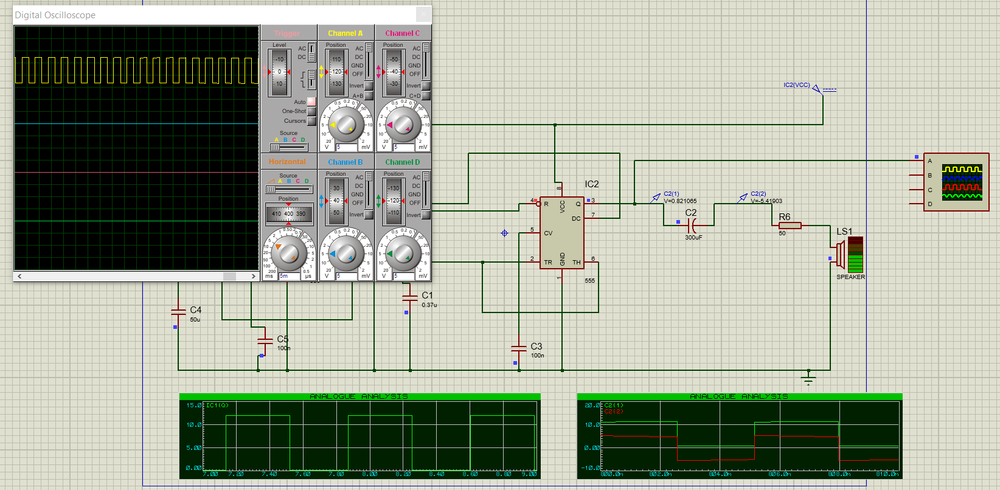 Digital Oscilloscope
Trigger
Level
AC
DC
-10
0
10
Auto
One-Shot
Cursors
Source
A B C D
Channel A
Position
AC
DC
GND
OFF
110
120
130
Invert
A+B
20
10
5
2
1
0.5
0.2
0.1
50
20
10
5
2
V
5
mV
Channel C
Position
AC
DC
GND
OFF
-50
-40
-30
Invert
C+D
20
10
5
2
1
0.5
0.2
0.1
50
20
10
5
2
V
5
mV
Horizontal
Source
A B C D
Position
410 400 390
200
100
50
20
10
5
2
1
0.5
0.2
0.1
50
20
10
5
2
1
0.5
ms
5m
µs
Channel B
Position
AC
DC
GND
OFF
30
40
50
Invert
20
10
5
2
1
0.5
0.2
0.1
50
20
10
5
2
V
5
mV
Channel D
Position
AC
DC
GND
OFF
-130
-120
-110
Invert
20
10
5
2
1
0.5
0.2
0.1
50
20
10
5
2
V
5
mV
IC2(VCC)
IC2
8
VCC
4
R
Q
3
DC
7
5
CV
2
TR
GND
TH
6
1
555
C2(1)
V=0.821065
C2(2)
V=-5.41903
C2
300uF
R6
50
LS1
SPEAKER
A
B
C
D
C4
50u
C5
100n
C1
0.37u
C3
100n
ANALOGUE ANALYSIS
IC1(Q)
15.0
10.0
5.00
0.00
7.00 7.20 7.40 7.60 7.80 8.00 8.20 8.40 8.60 8.80 9.00
ANALOGUE ANALYSIS
C2(1)
C2(2)
20.0
10.0
0.00
-10.0
800.0m 802.0m 804.0m 806.0m 808.0m 810.0m